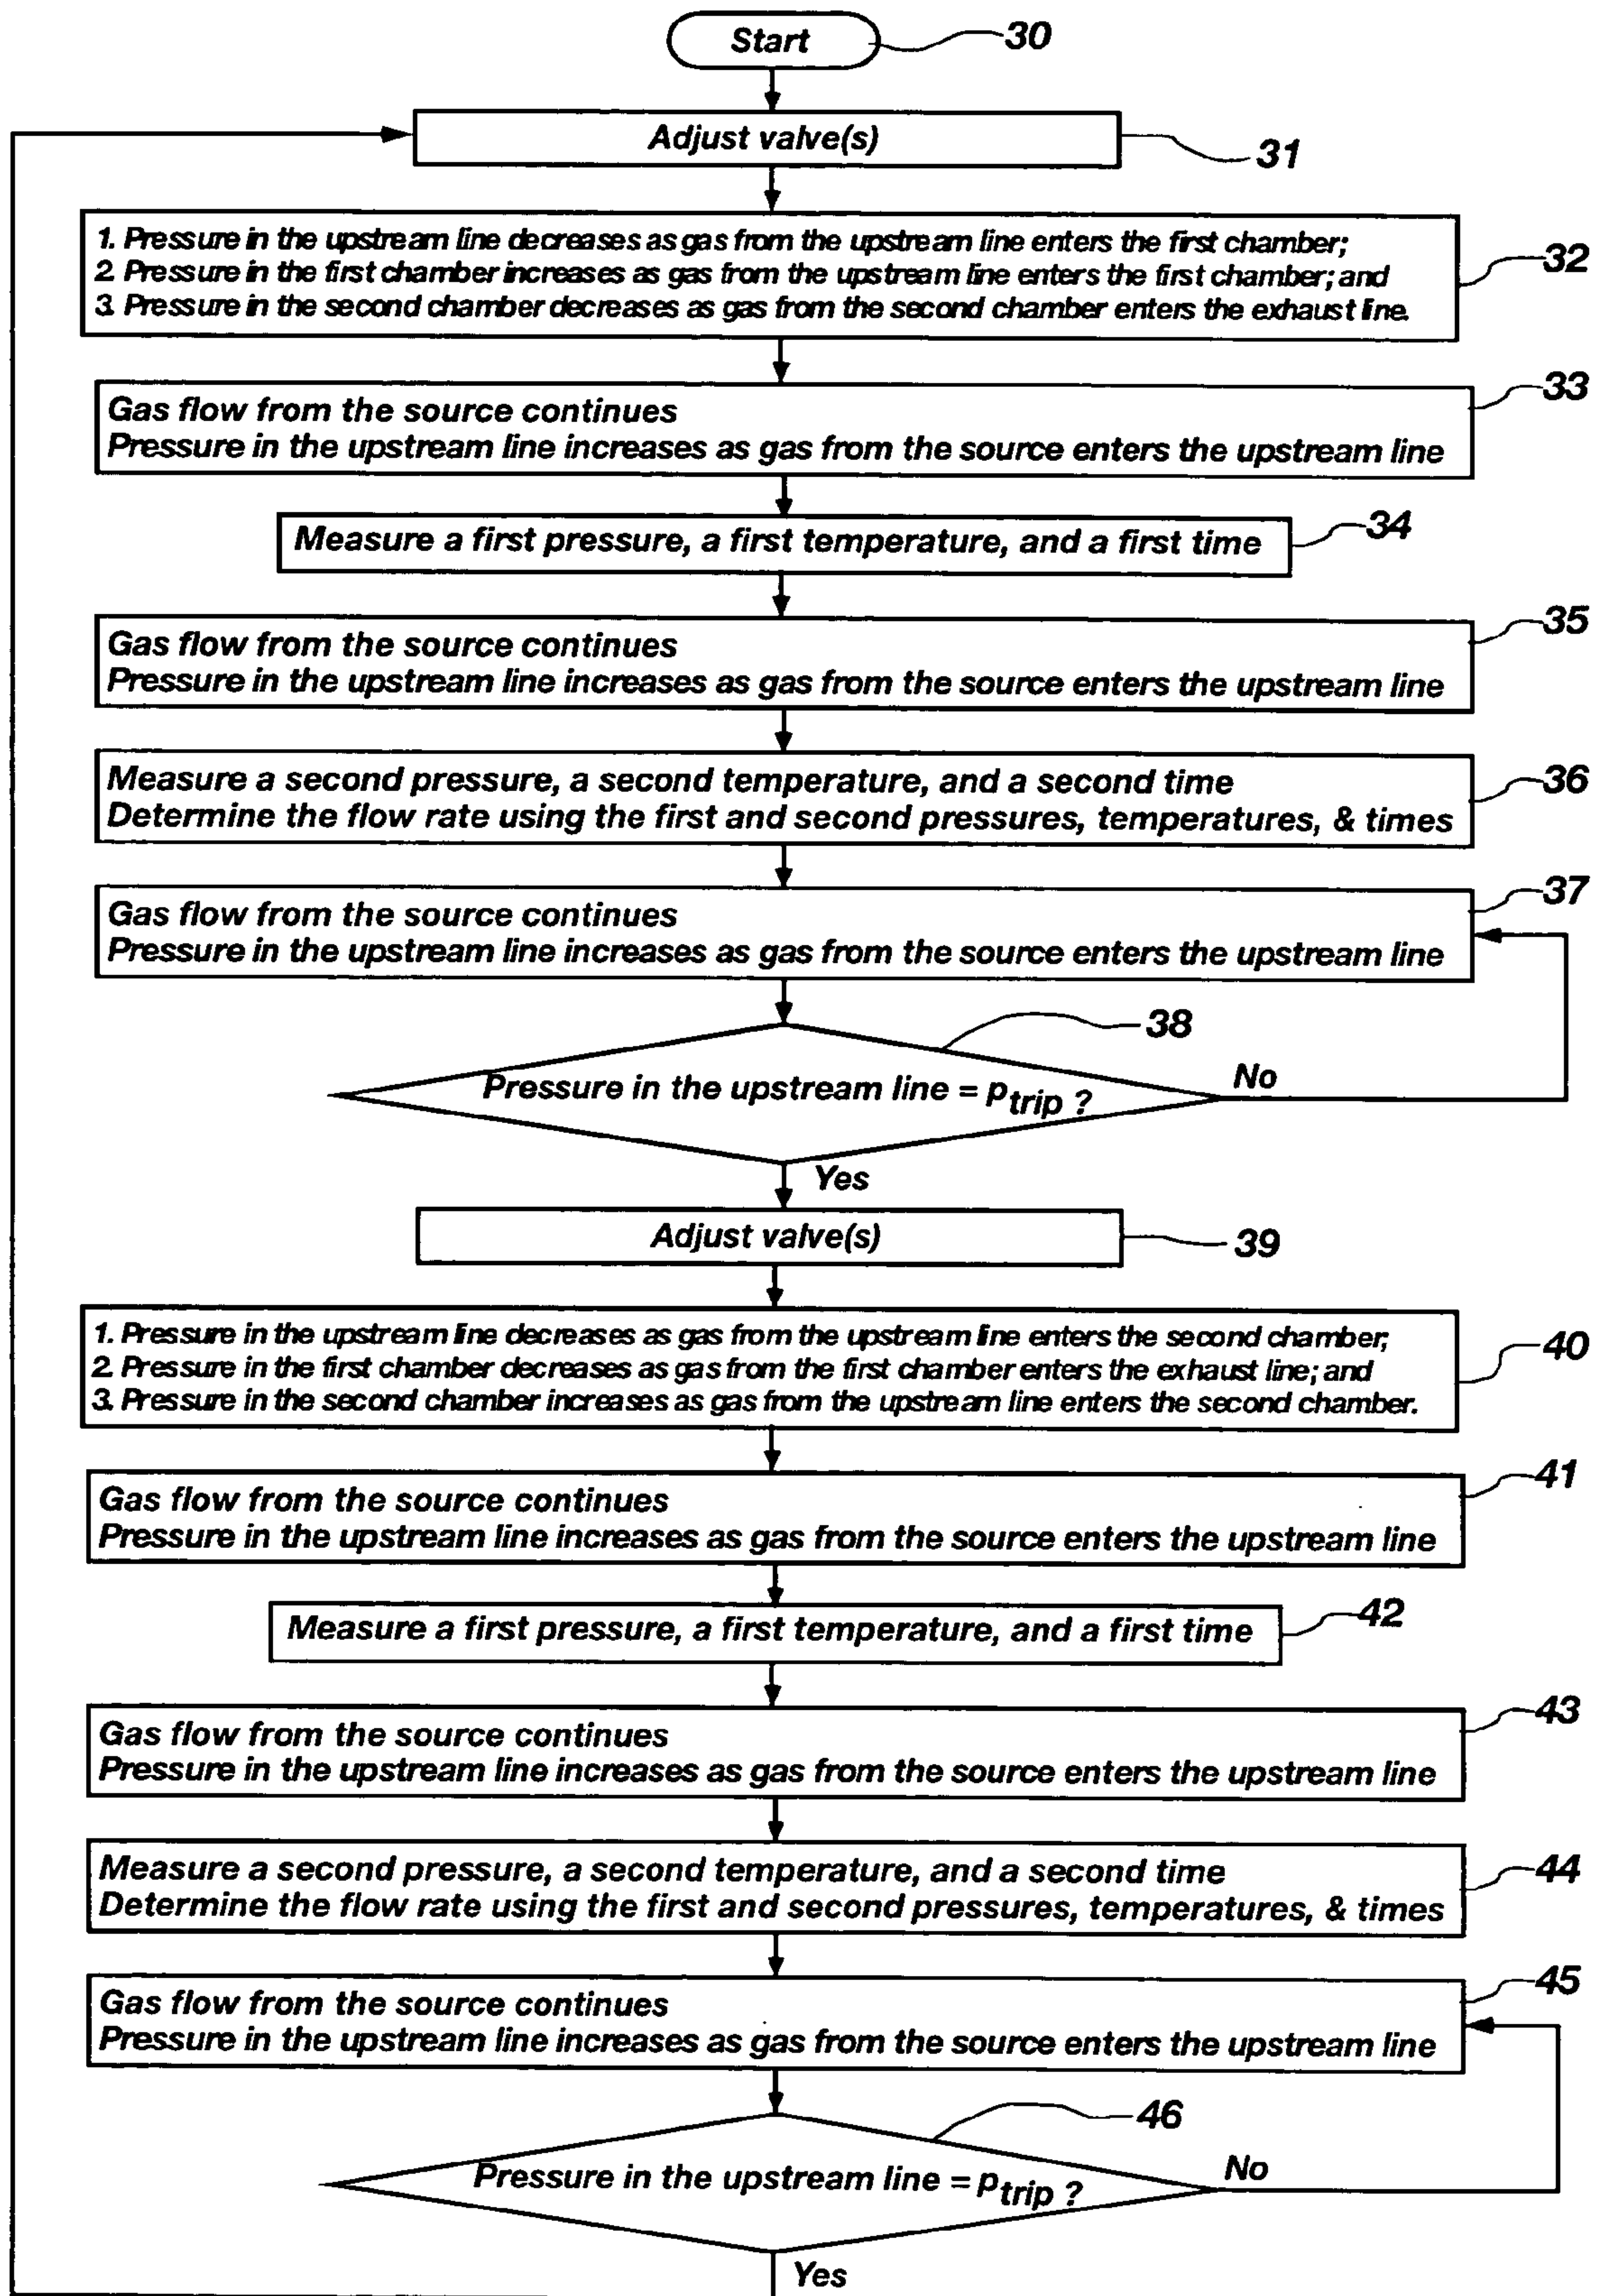 Start
30
Adjust valve(s)
31
1. Pressure in the upstream line decreases as gas from the upstream line enters the first chamber;
2. Pressure in the first chamber increases as gas from the upstream line enters the first chamber; and
3. Pressure in the second chamber decreases as gas from the second chamber enters the exhaust line.
32
Gas flow from the source continues
Pressure in the upstream line increases as gas from the source enters the upstream line
33
Measure a first pressure, a first temperature, and a first time
34
Gas flow from the source continues
Pressure in the upstream line increases as gas from the source enters the upstream line
35
Measure a second pressure, a second temperature, and a second time
Determine the flow rate using the first and second pressures, temperatures, & times
36
Gas flow from the source continues
Pressure in the upstream line increases as gas from the source enters the upstream line
37
Pressure in the upstream line = ptrip ?
38
No
Yes
Adjust valve(s)
39
1. Pressure in the upstream line decreases as gas from the upstream line enters the second chamber;
2. Pressure in the first chamber decreases as gas from the first chamber enters the exhaust line; and
3. Pressure in the second chamber increases as gas from the upstream line enters the second chamber.
40
Gas flow from the source continues
Pressure in the upstream line increases as gas from the source enters the upstream line
41
Measure a first pressure, a first temperature, and a first time
42
Gas flow from the source continues
Pressure in the upstream line increases as gas from the source enters the upstream line
43
Measure a second pressure, a second temperature, and a second time
Determine the flow rate using the first and second pressures, temperatures, & times
44
Gas flow from the source continues
Pressure in the upstream line increases as gas from the source enters the upstream line
45
Pressure in the upstream line = ptrip ?
46
No
Yes